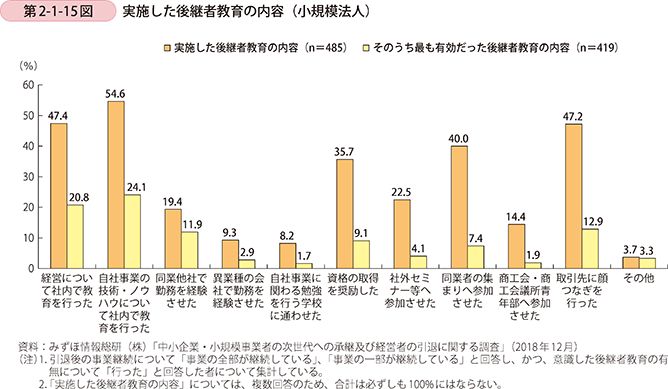 第2-1-15図 実施した後継者教育の内容（小規模法人）
実施した後継者教育の内容（n＝485） そのうち最も有効だった後継者教育の内容（n＝419）
（%）
60
50
40
30
20
10
0
47.4 20.8
54.6 24.1
19.4 11.9
9.3 2.9
8.2 1.7
35.7 9.1
22.5 4.1
40.0 7.4
14.4 1.9
47.2 12.9
3.7 3.3
経営につい
て社内で教
育を行った
自社事業の
技術・ノウ
ハウについて
社内で教育
を行った
同業他社で
勤務を経験
させた
異業種の会
社で勤務を
経験させた
自社事業に
関わる勉強
を行う学校
に通わせた
資格の取得
を奨励した
社外セミ
ナー等へ
参加させた
同業者の集
まりへ参加
させた
商工会・商
工会議所青
年部へ参加
させた
取引先に顔
つなぎを
行った
その他
資料：みずほ情報総研（株）「中小企業・小規模事業者の次世代への承継及び経営者の引退に関する調査」（2018年12月）
（注）1. 引退後の事業継続について「事業の全部が継続している」、「事業の一部が継続している」と回答し、かつ、意識した後継者教育の有
無について「行った」と回答した者について集計している。
2.「実施した後継者教育の内容」については、複数回答のため、合計は必ずしも100%にはならない。